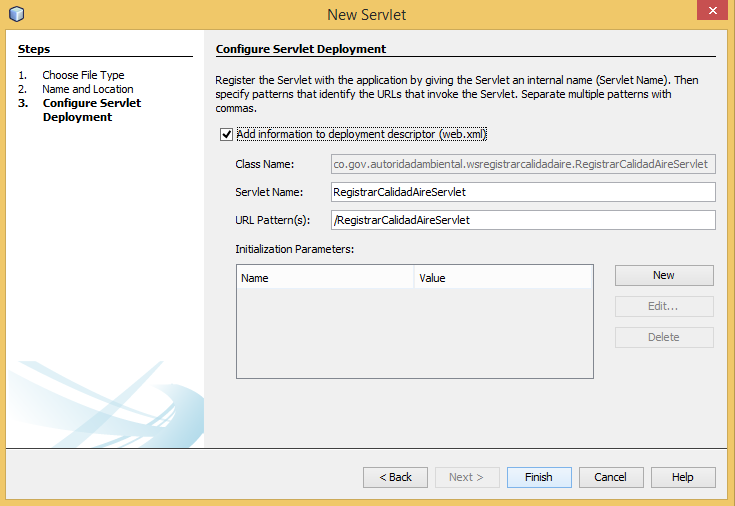 New Servlet
Steps
1. Choose File Type
2. Name and Location
3. Configure Servlet
Deployment
Configure Servlet Deployment
Register the Servlet with the application by giving the Servlet an internal name (Servlet Name). Then
specify patterns that identify the URLs that invoke the Servlet. Separate multiple patterns with
commas.
Add information to deployment descriptor (web.xml)
Class Name: co.gov.autoridadambiental.wsregistrarcalidadaire.RegistrarCalidadAireServlet
Servlet Name: RegistrarCalidadAireServlet
URL Pattern(s): /RegistrarCalidadAireServlet
Initialization Parameters:
Name Value
New
Edit...
Delete
< Back Next > Finish Cancel Help